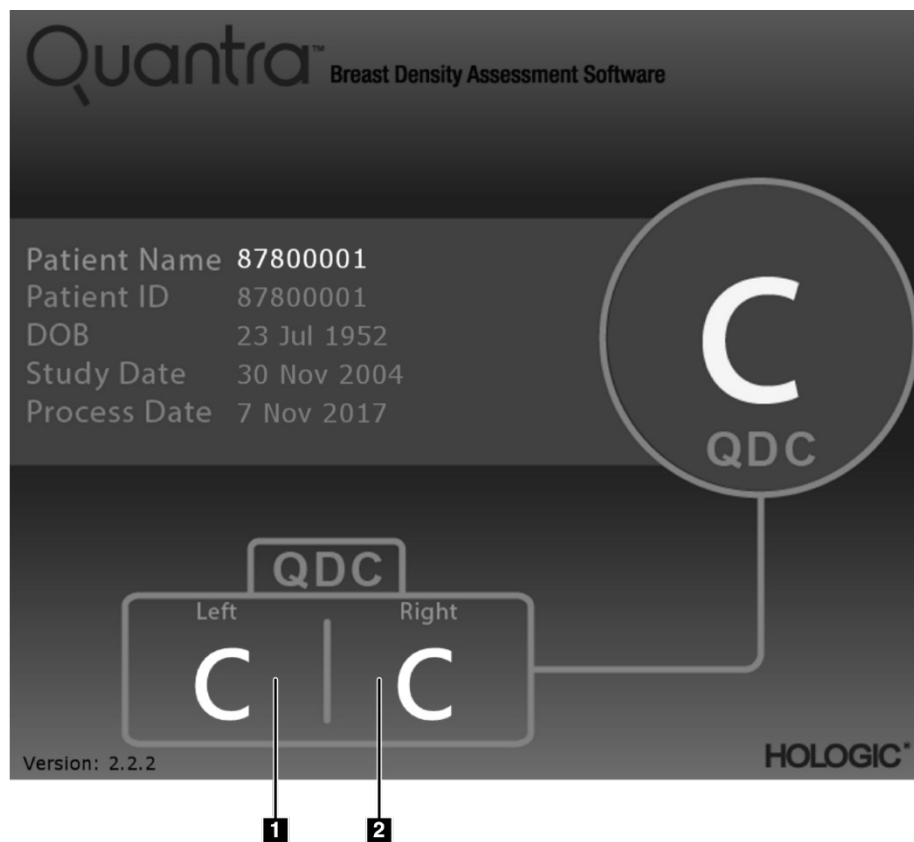 Quantra™ Breast Density Assessment Software
Patient Name 87800001
Patient ID 87800001
DOB 23 Jul 1952
Study Date 30 Nov 2004
Process Date 7 Nov 2017
C
QDC
QDC
Left Right
C C
Version: 2.2.2 HOLOGIC®
1 2